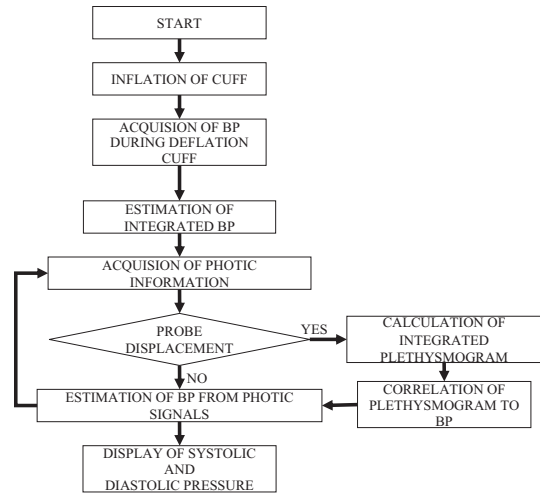 START
INFLATION OF CUFF
ACQUISION OF BP
DURING DEFLATION
CUFF
ESTIMATION OF
INTEGRATED BP
ACQUISION OF PHOTIC
INFORMATION
PROBE
DISPLACEMENT
YES
CALCULATION OF
INTEGRATED
PLETHYSMOGRAM
NO
CORRELATION OF
PLETHYSMOGRAM TO
BP
ESTIMATION OF BP FROM PHOTIC
SIGNALS
DISPLAY OF SYSTOLIC
AND
DIASTOLIC PRESSURE